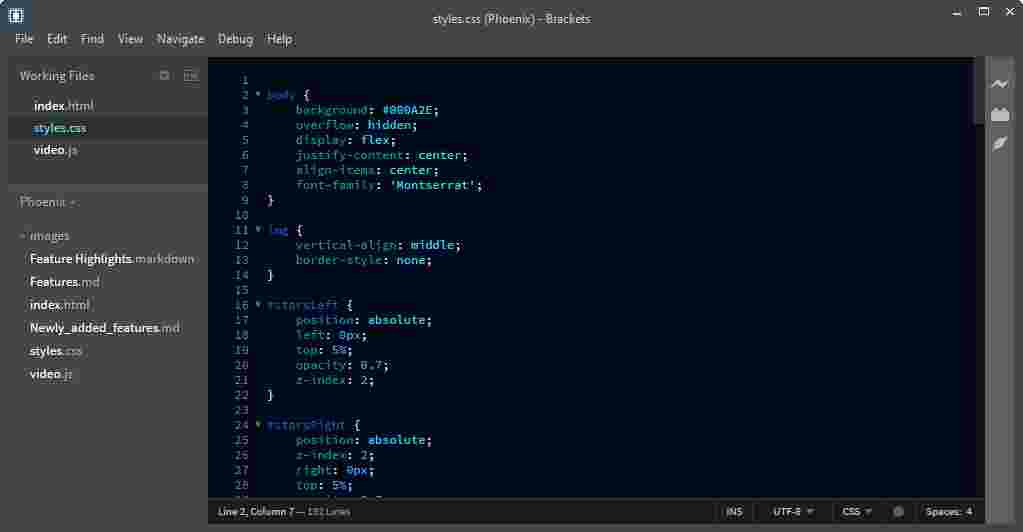 styles.css (Phoenix) - Brackets
File Edit Find View Navigate Debug Help
Working Files
index.html
styles.css
video.js
Phoenix
images
Feature Highlights.markdown
Features.md
index.html
Newly_added_features.md
styles.css
video.js
1
2 body {
3 background: #000A2E;
4 overflow: hidden;
5 display: flex;
6 justify-content: center;
7 align-items: center;
8 font-family: 'Montserrat';
9 }
10
11 img {
12 vertical-align: middle;
13 border-style: none;
14 }
15
16 #starsLeft {
17 position: absolute;
18 left: 0px;
19 top: 5%;
20 opacity: 0.7;
21 z-index: 2;
22 }
23
24 #starsRight {
25 position: absolute;
26 z-index: 2;
27 right: 0px;
28 top: 5%;
Line 2, Column 7 — 192 Lines
INS UTF-8 CSS Spaces: 4